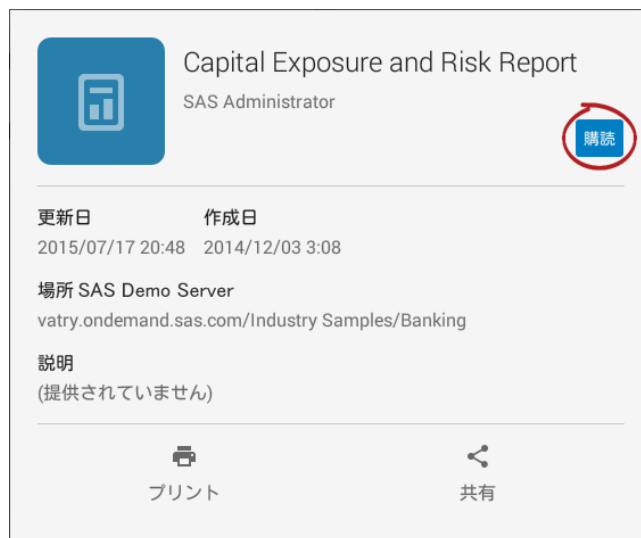 Capital Exposure and Risk Report
SAS Administrator
購読
更新日 作成日
2015/07/17 20:48 2014/12/03 3:08
場所 SAS Demo Server
vatry.ondemand.sas.com/Industry Samples/Banking
説明
(提供されていません)
プリント 共有